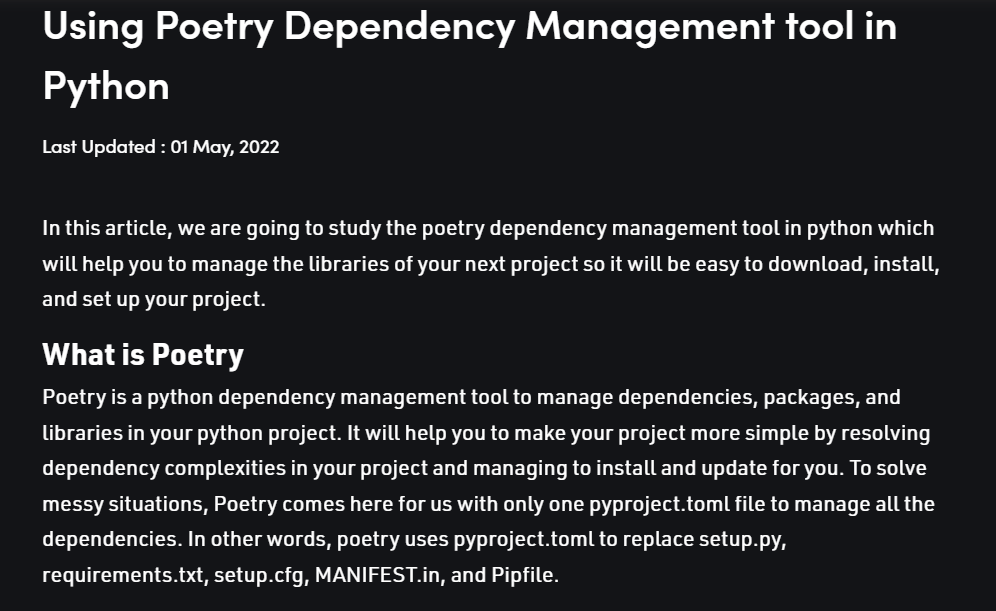 Using Poetry Dependency Management tool in
Python
Last Updated : 01 May, 2022
In this article, we are going to study the poetry dependency management tool in python which
will help you to manage the libraries of your next project so it will be easy to download, install,
and set up your project.
What is Poetry
Poetry is a python dependency management tool to manage dependencies, packages, and
libraries in your python project. It will help you to make your project more simple by resolving
dependency complexities in your project and managing to install and update for you. To solve
messy situations, Poetry comes here for us with only one pyproject.toml file to manage all the
dependencies. In other words, poetry uses pyproject.toml to replace setup.py,
requirements.txt, setup.cfg, MANIFEST.in, and Pipfile.